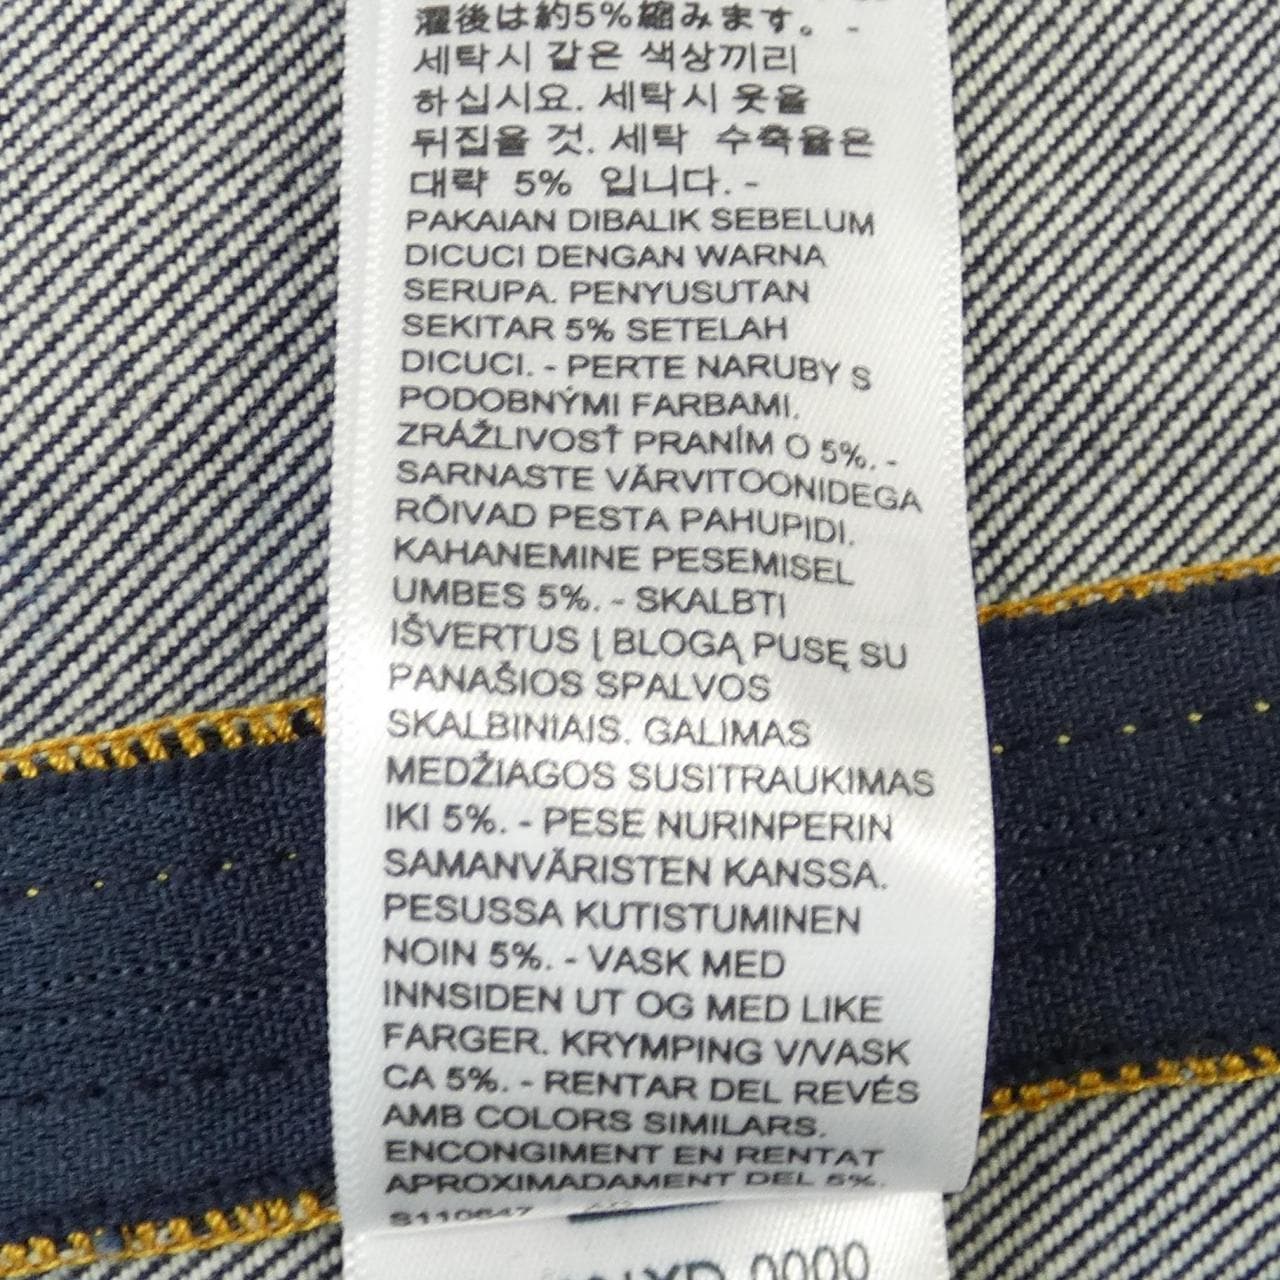 濯後は約5%縮みます。 -
세탁시 같은 색상끼리
하십시요. 세탁시 옷을
뒤집을 것. 세탁 수축율은
대략 5% 입니다. -
PAKAIAN DIBALIK SEBELUM
DICUCI DENGAN WARNA
SERUPA. PENYUSUTAN
SEKITAR 5% SETELAH
DICUCI. - PERTE NARUBY S
PODOBNÝMI FARBAMI.
ZRÁŽLIVOSŤ PRANÍM O 5%. -
SARNASTE VÄRVITOONIDEGA
RÕIVAD PESTA PAHUPIDI.
KAHANEMINE PESEMISEL
UMBES 5%. - SKALBTI
IŠVERTUS Į BLOGĄ PUSĘ SU
PANAŠIOS SPALVOS
SKALBINIAIS. GALIMAS
MEDŽIAGOS SUSITRAUKIMAS
IKI 5%. - PESE NURINPERIN
SAMANVÄRISTEN KANSSA.
PESUSSA KUTISTUMINEN
NOIN 5%. - VASK MED
INNSIDEN UT OG MED LIKE
FARGER. KRYMPING V/VASK
CA 5%. - RENTAR DEL REVÉS
AMB COLORS SIMILARS.
ENCONGIMENT EN RENTAT
APROXIMADAMENT DEL 5%.
S110647
0000